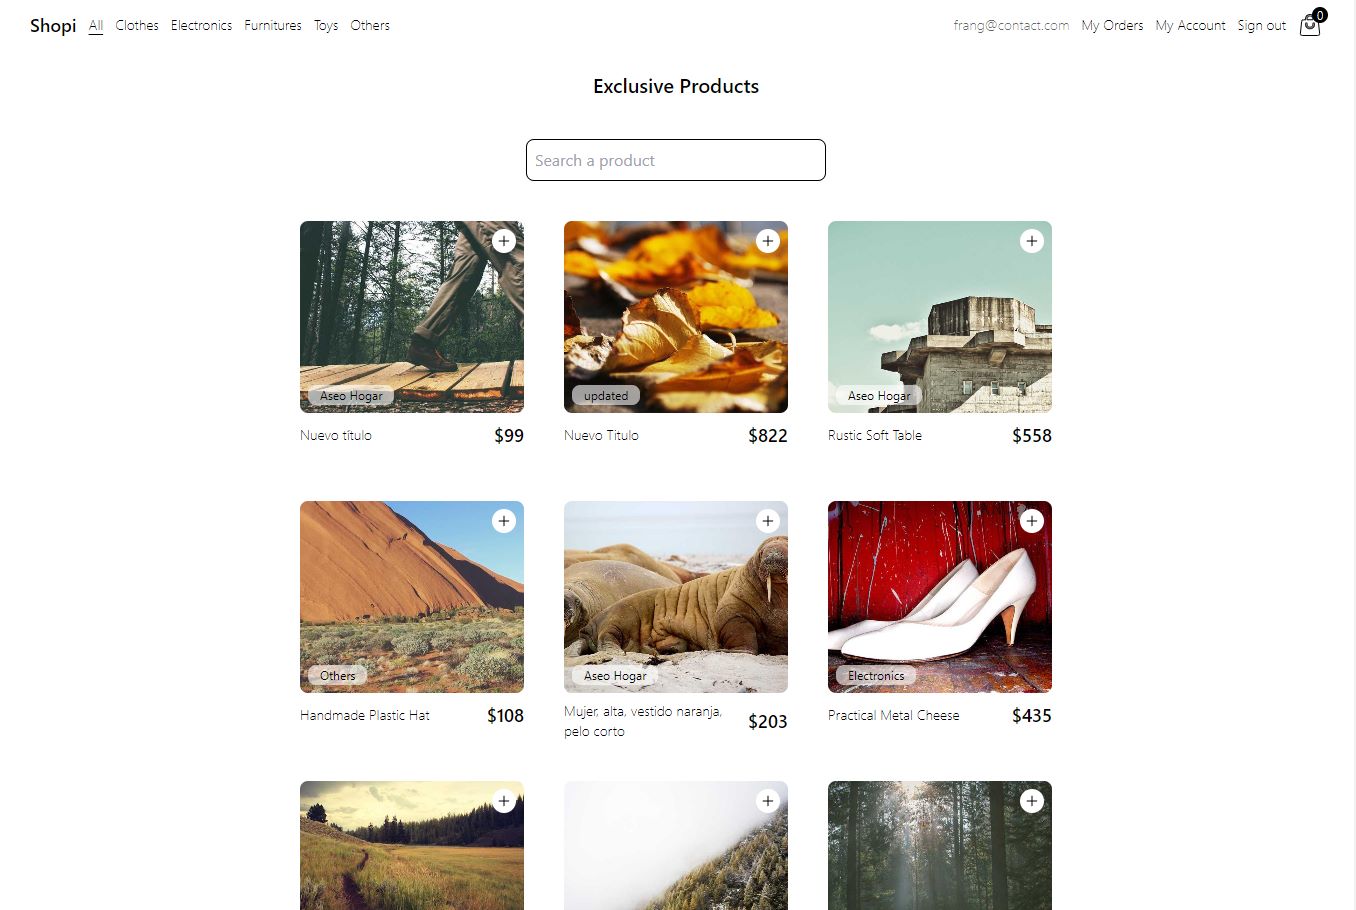 Shopi All Clothes Electronics Furnitures Toys Others frang@contact.com My Orders My Account Sign out 0
Exclusive Products
Search a product
Aseo Hogar
Nuevo título $99
updated
Nuevo Titulo $822
Aseo Hogar
Rustic Soft Table $558
Others
Handmade Plastic Hat $108
Aseo Hogar
Mujer, alta, vestido naranja,
pelo corto $203
Electronics
Practical Metal Cheese $435